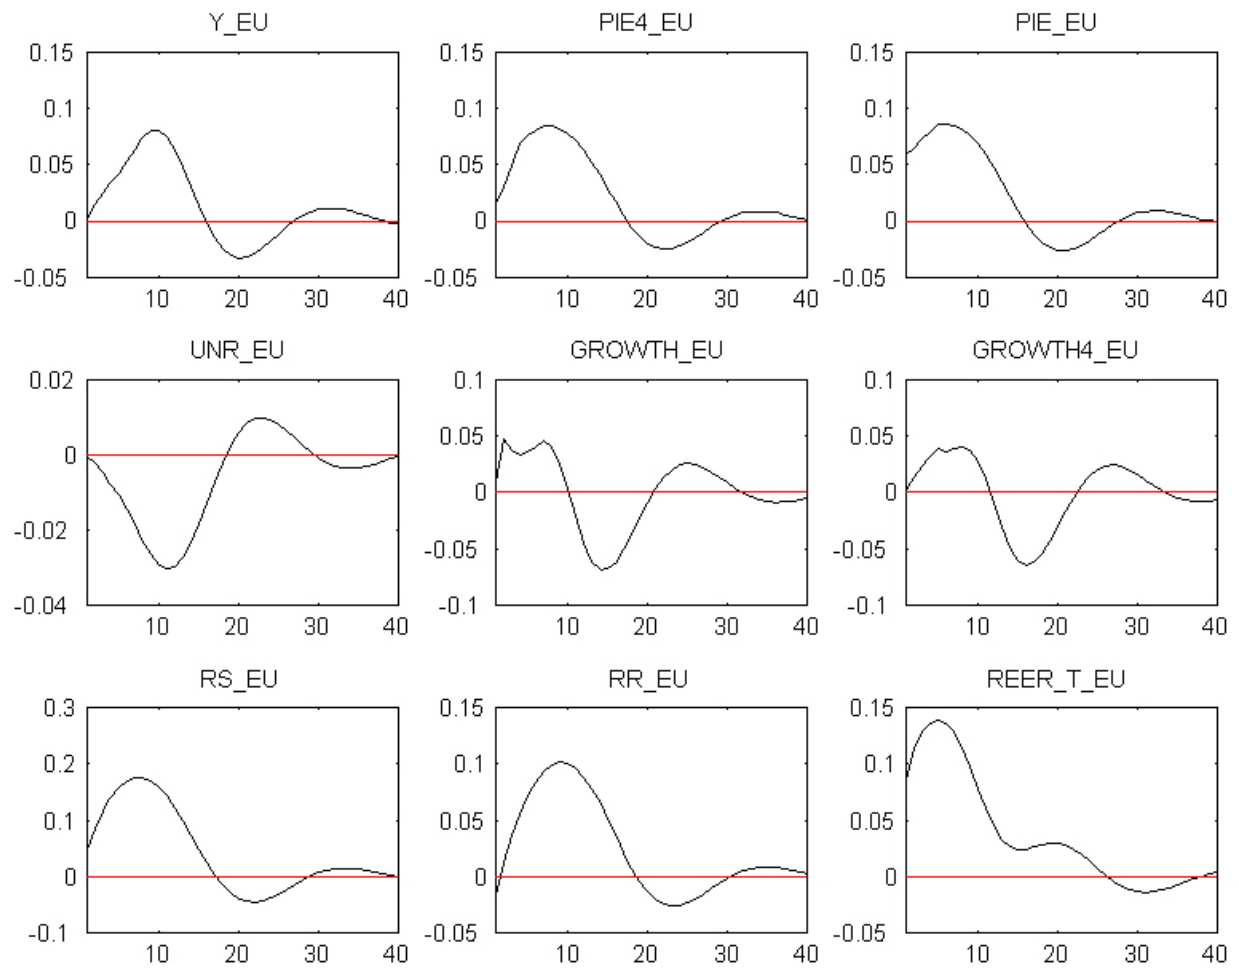 Y_EU PIE4_EU PIE_EU
0.15 0.15 0.15
0.1 0.1 0.1
0.05 0.05 0.05
0 0 0
-0.05 -0.05 -0.05
10 20 30 40 10 20 30 40 10 20 30 40
UNR_EU GROWTH_EU GROWTH4_EU
0.02 0.1 0.1
0 0.05 0.05
-0.02 0 0
-0.04 -0.05 -0.05
-0.1 -0.1
10 20 30 40 10 20 30 40 10 20 30 40
RS_EU RR_EU REER_T_EU
0.3 0.15 0.15
0.2 0.1 0.1
0.1 0.05 0.05
0 0 0
-0.1 -0.05 -0.05
10 20 30 40 10 20 30 40 10 20 30 40